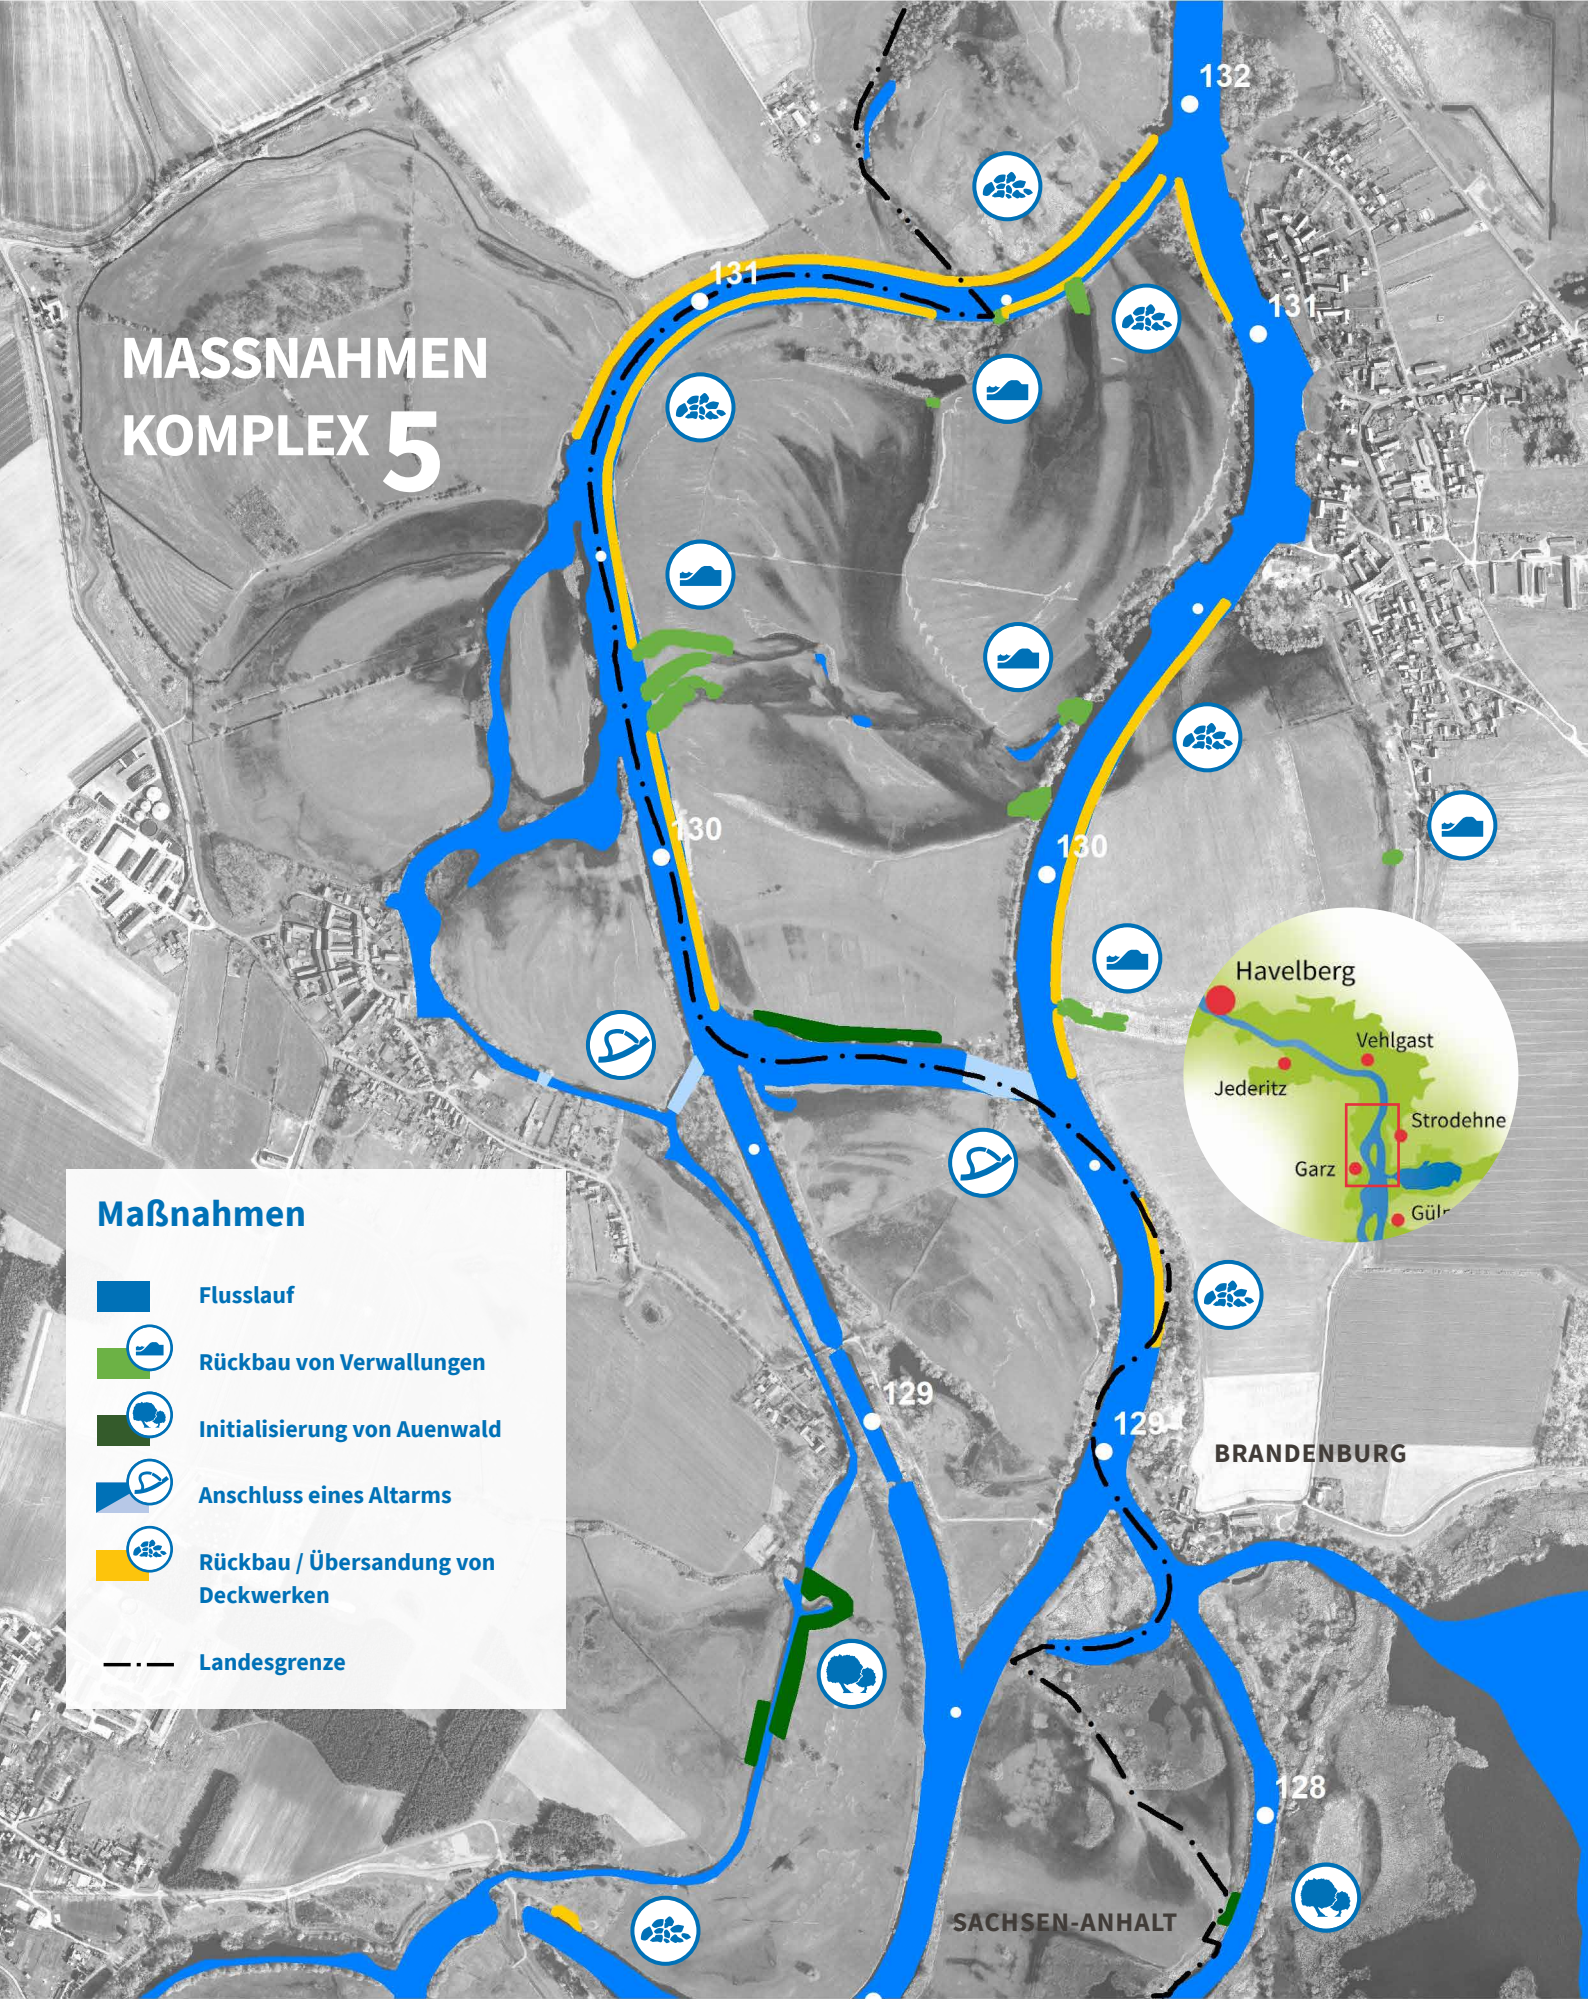 132
131
131
MASSNAHMEN
KOMPLEX 5
130
130
Havelberg
Vehlgast
Jederitz
Strodehne
Garz
Gülp
Maßnahmen
Flusslauf
Rückbau von Verwallungen
Initialisierung von Auenwald
Anschluss eines Altarms
Rückbau / Übersandung von
Deckwerken
Landesgrenze
129
129
BRANDENBURG
128
SACHSEN-ANHALT